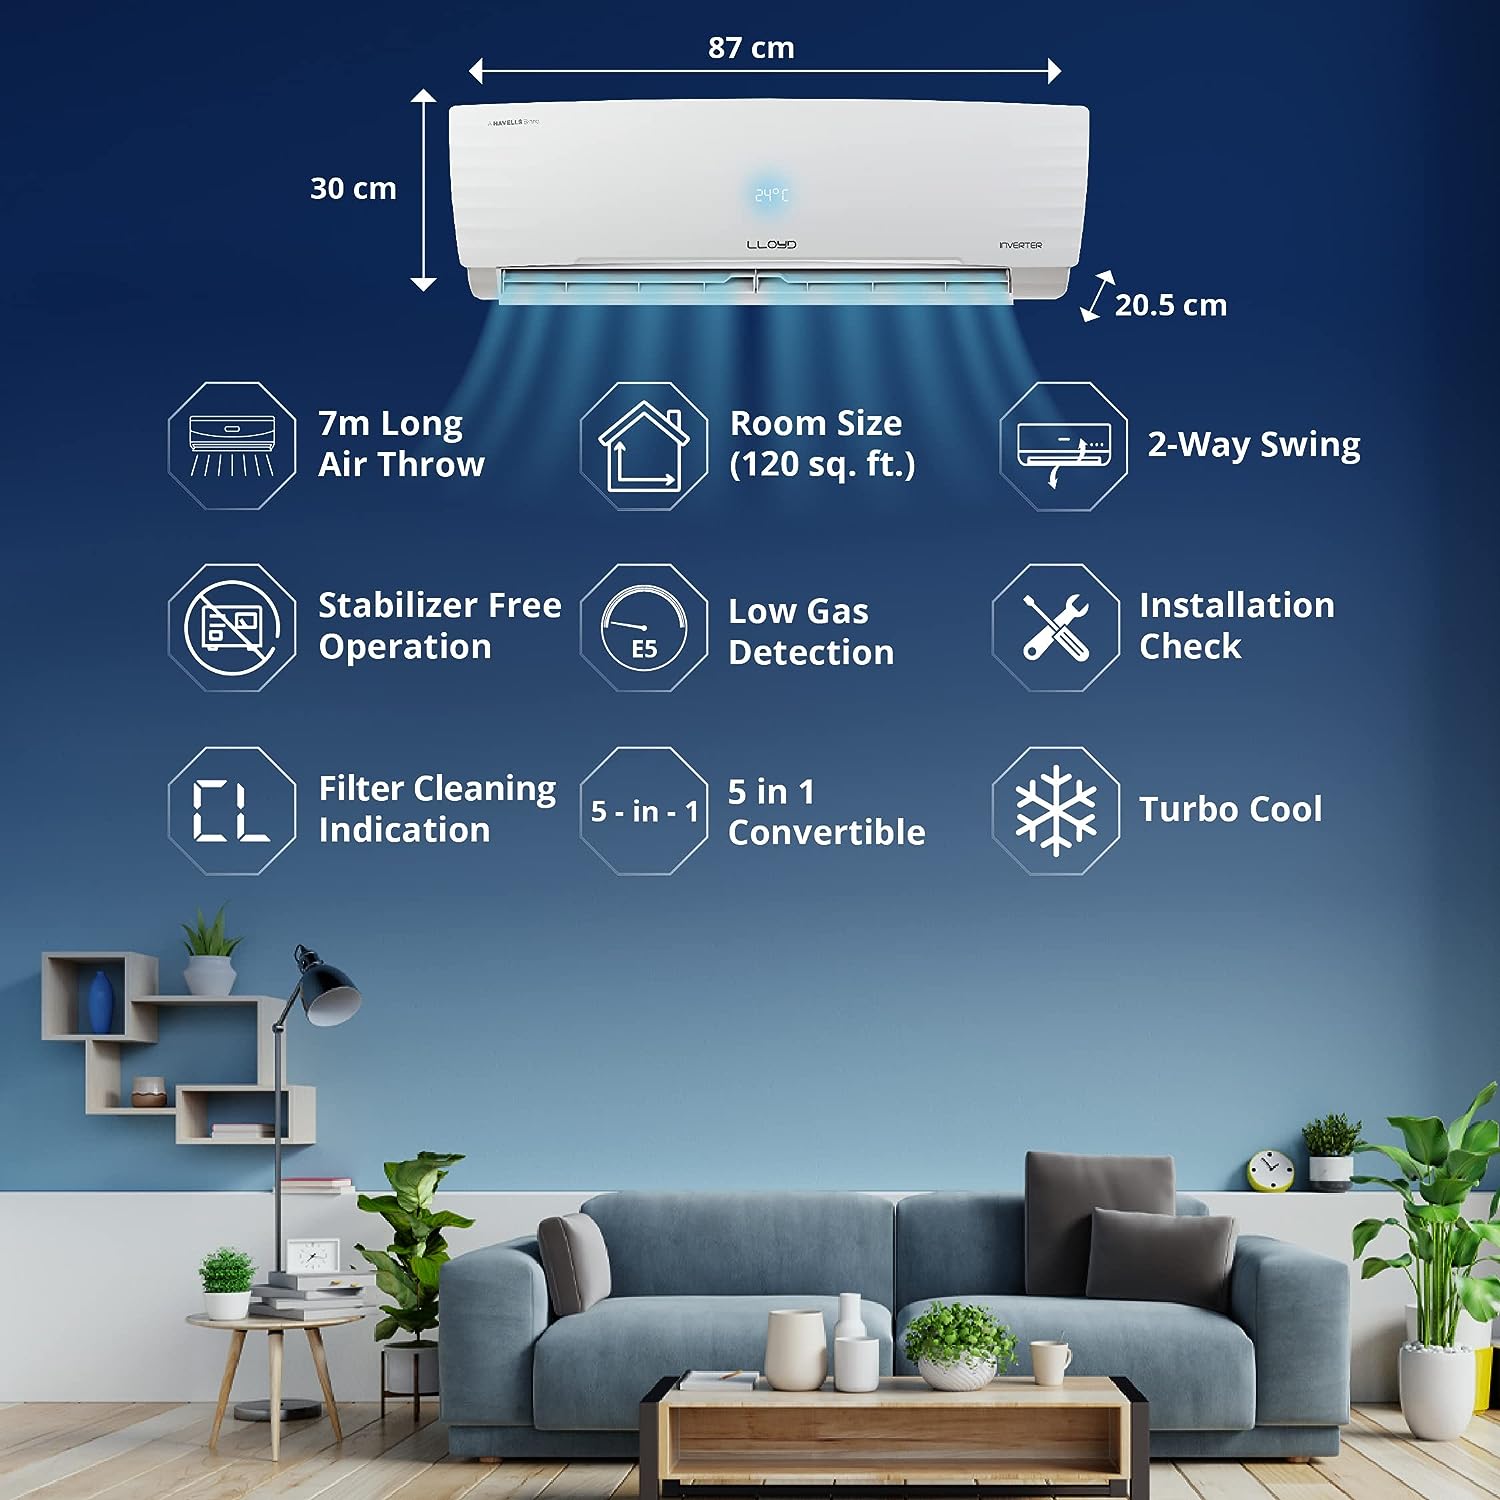 87 cm
30 cm
A HAVELLS Brand
24°C
LLOYD
INVERTER
20.5 cm
7m Long
Air Throw
Room Size
(120 sq. ft.)
2-Way Swing
Stabilizer Free
Operation
E5
Low Gas
Detection
Installation
Check
CL
Filter Cleaning
Indication
5 - in - 1
5 in 1
Convertible
Turbo Cool